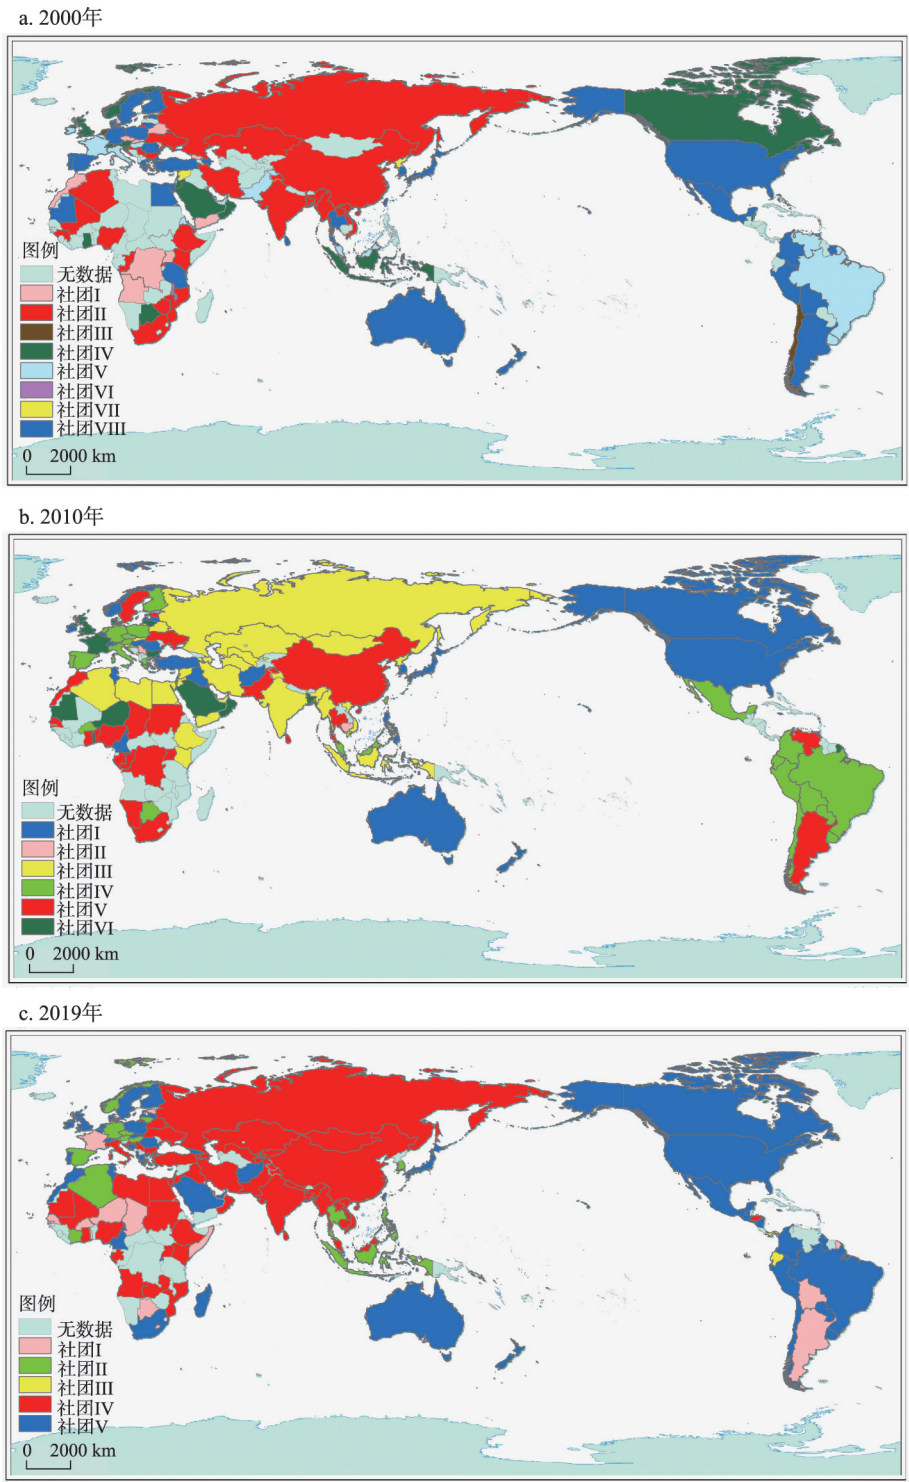 a. 2000年
图例
无数据
社团I
社团II
社团III
社团IV
社团V
社团VI
社团VII
社团VIII
0 2000 km
b. 2010年
图例
无数据
社团I
社团II
社团III
社团IV
社团V
社团VI
0 2000 km
c. 2019年
图例
无数据
社团I
社团II
社团III
社团IV
社团V
0 2000 km